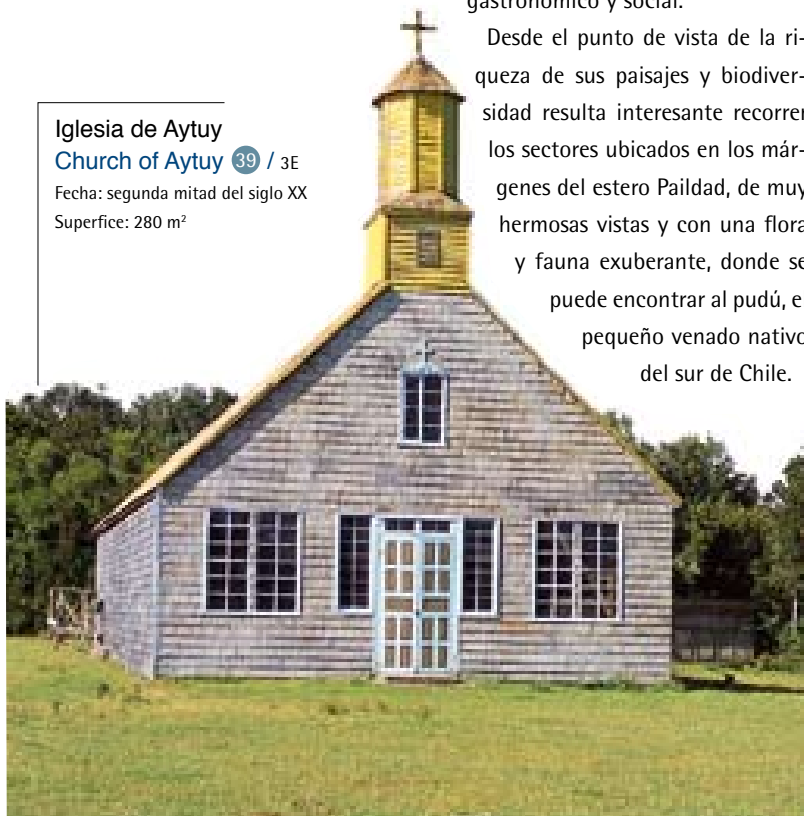 gastronómico y social.
Desde el punto de vista de la ri-
queza de sus paisajes y biodiver-
sidad resulta interesante recorrer
los sectores ubicados en los már-
genes del estero Paildad, de muy
hermosas vistas y con una flora
y fauna exuberante, donde se
puede encontrar al pudú, e
pequeño venado nativo
del sur de Chile.
Iglesia de Aytuy
Church of Aytuy 39 / 3E
Fecha: segunda mitad del siglo XX
Superfice: 280 m²